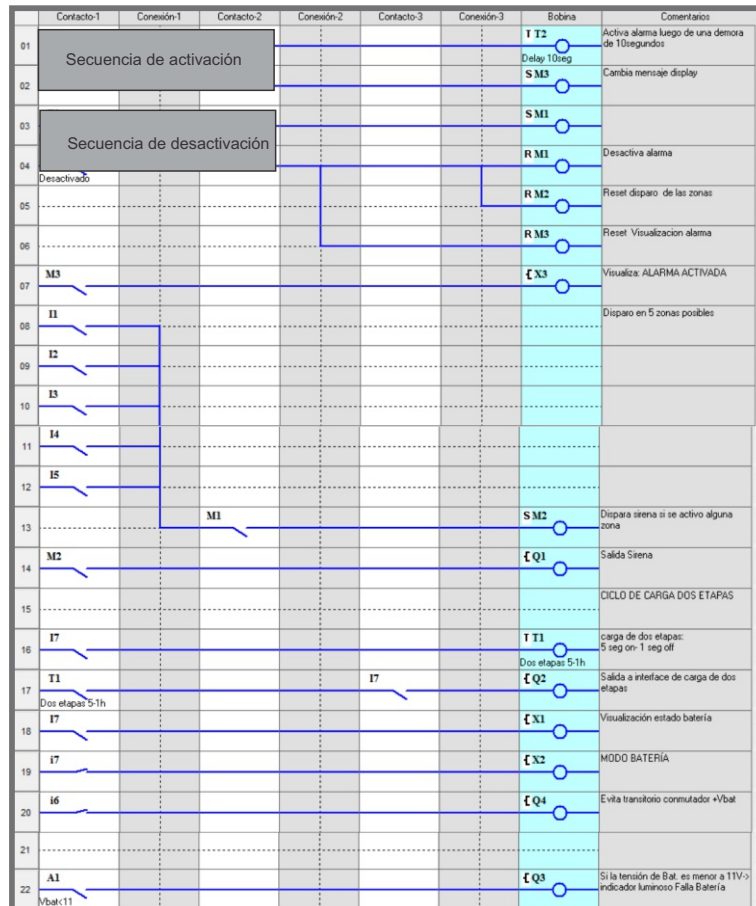 Contacto-1 Conexión-1 Contacto-2 Conexión-2 Contacto-3 Conexión-3 Bobina Comentarios
01 Secuencia de activación T T2 Activa alarma luego de una demora
de 10segundos
Delay 10seg
02 S M3 Cambia mensaje display
03 Secuencia de desactivación S M1
04 R M1 Desactiva alarma
Desactivado
05 R M2 Reset disparo de las zonas
06 R M3 Reset Visualizacion alarma
07 M3 [ X3 Visualiza: ALARMA ACTIVADA
08 I1 Disparo en 5 zonas posibles
09 I2
10 I3
11 I4
12 I5
13 M1 S M2 Dispara sirena si se activo alguna
zona
14 M2 [ Q1 Salida Sirena
15 CICLO DE CARGA DOS ETAPAS
16 I7 T T1 carga de dos etapas:
5 seg on- 1 seg off
Dos etapas 5-1h
17 T1 I7 [ Q2 Salida a interface de carga de dos
etapas
Dos etapas 5-1h
18 I7 [ X1 Visualización estado batería
19 i7 [ X2 MODO BATERÍA
20 i6 [ Q4 Evita transitorio conmutador +Vbat
21
22 A1 [ Q3 Si la tensión de Bat. es menor a 11V->
indicador luminoso Falla Batería
Vbat<11